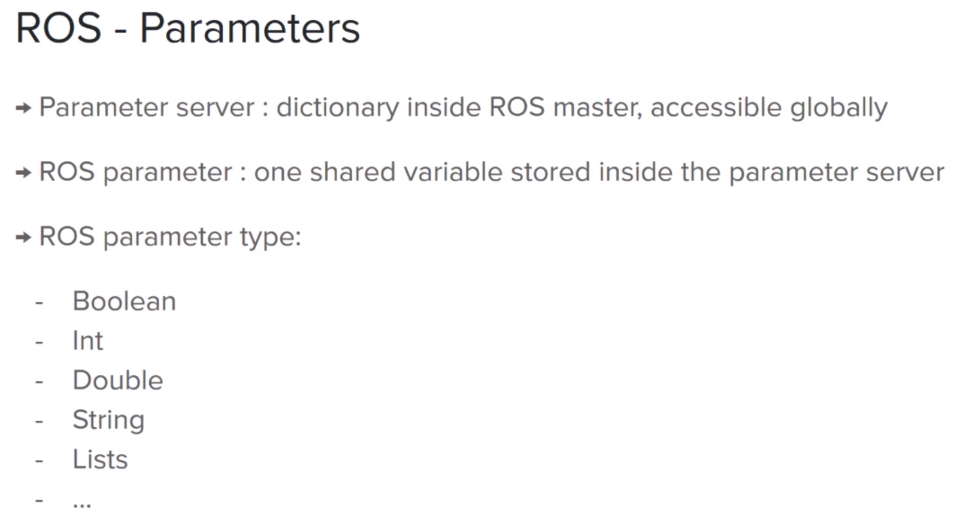 ROS - Parameters
→ Parameter server : dictionary inside ROS master, accessible globally
→ ROS parameter : one shared variable stored inside the parameter server
→ ROS parameter type:
- Boolean
- Int
- Double
- String
- Lists
- ...